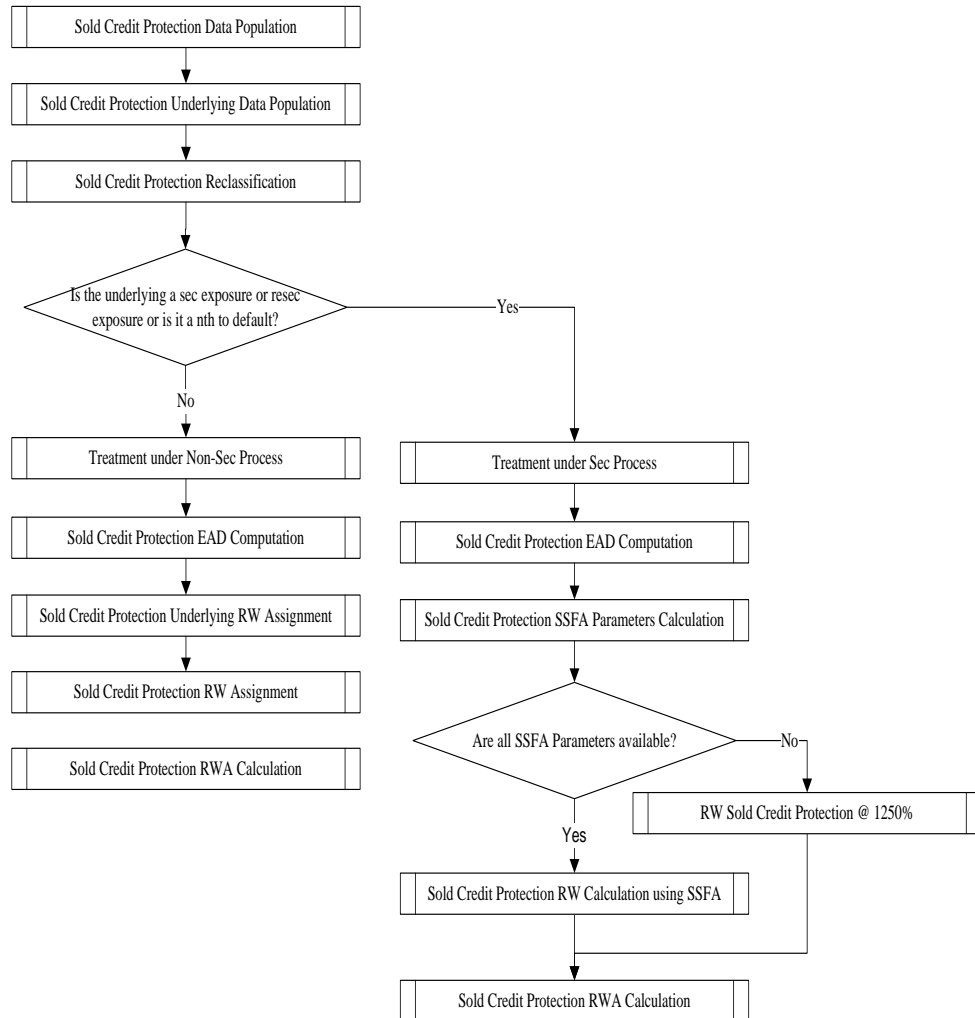 Sold Credit Protection Data Population
Sold Credit Protection Underlying Data Population
Sold Credit Protection Reclassification
Is the underlying a sec exposure or resec
exposure or is it a nth to default?
Yes
No
Treatment under Non-Sec Process
Sold Credit Protection EAD Computation
Sold Credit Protection Underlying RW Assignment
Sold Credit Protection RW Assignment
Sold Credit Protection RWA Calculation
Treatment under Sec Process
Sold Credit Protection EAD Computation
Sold Credit Protection SSFA Parameters Calculation
Are all SSFA Parameters available?
No
RW Sold Credit Protection @ 1250%
Yes
Sold Credit Protection RW Calculation using SSFA
Sold Credit Protection RWA Calculation